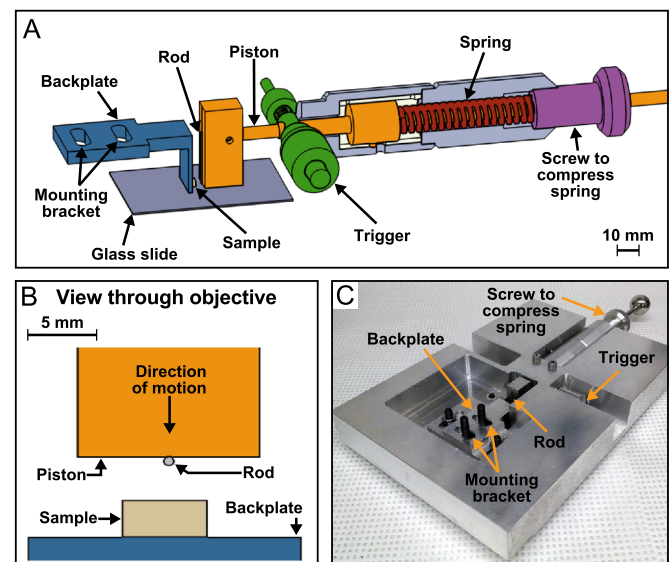 A
Backplate
Rod
Piston
Spring
Mounting
bracket
Glass slide
Sample
Trigger
Screw to
compress
spring
10 mm
B
View through objective
5 mm
Direction
of motion
Piston
Rod
Sample
Backplate
C
Screw to
compress
spring
Backplate
Trigger
Rod
Mounting
bracket